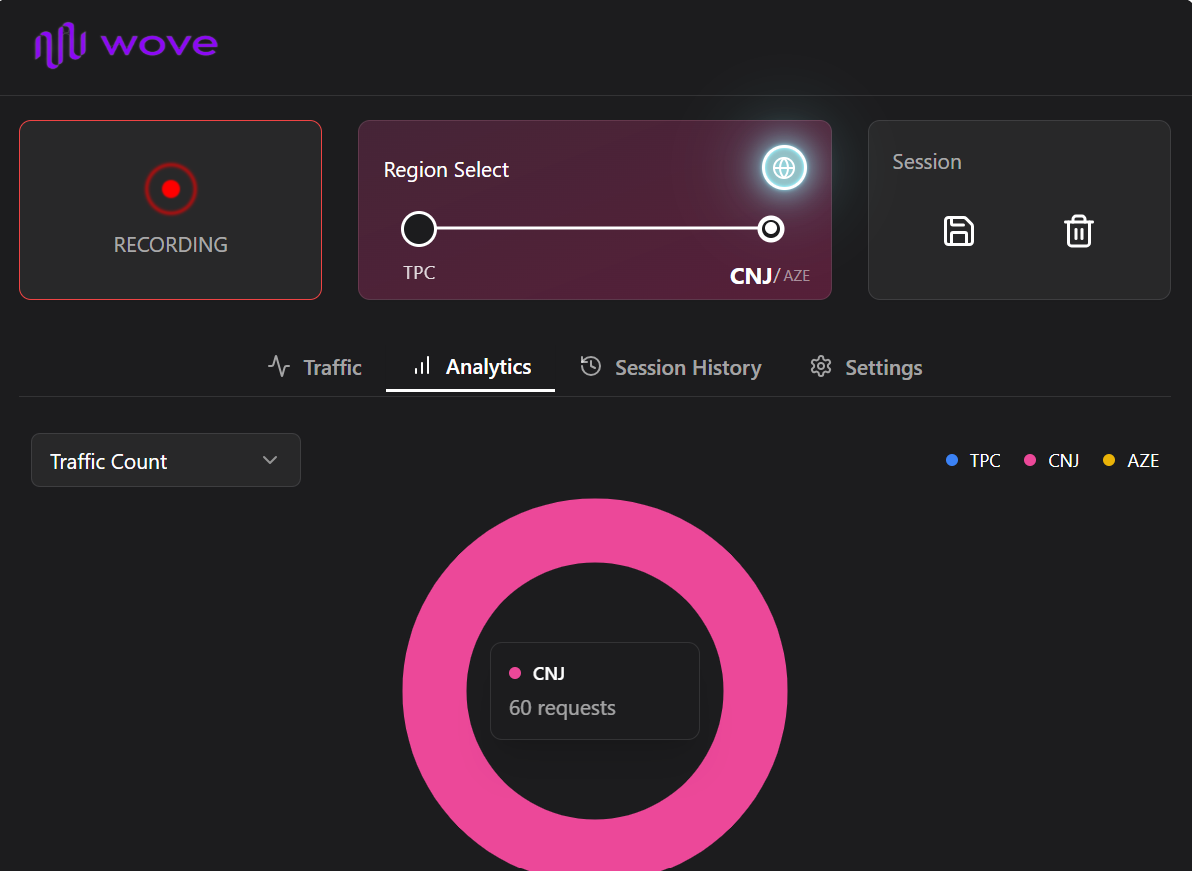 wove
RECORDING
Region Select
TPC
CNJ/AZE
Session
Traffic
Analytics
Session History
Settings
Traffic Count
TPC
CNJ
AZE
CNJ
60 requests